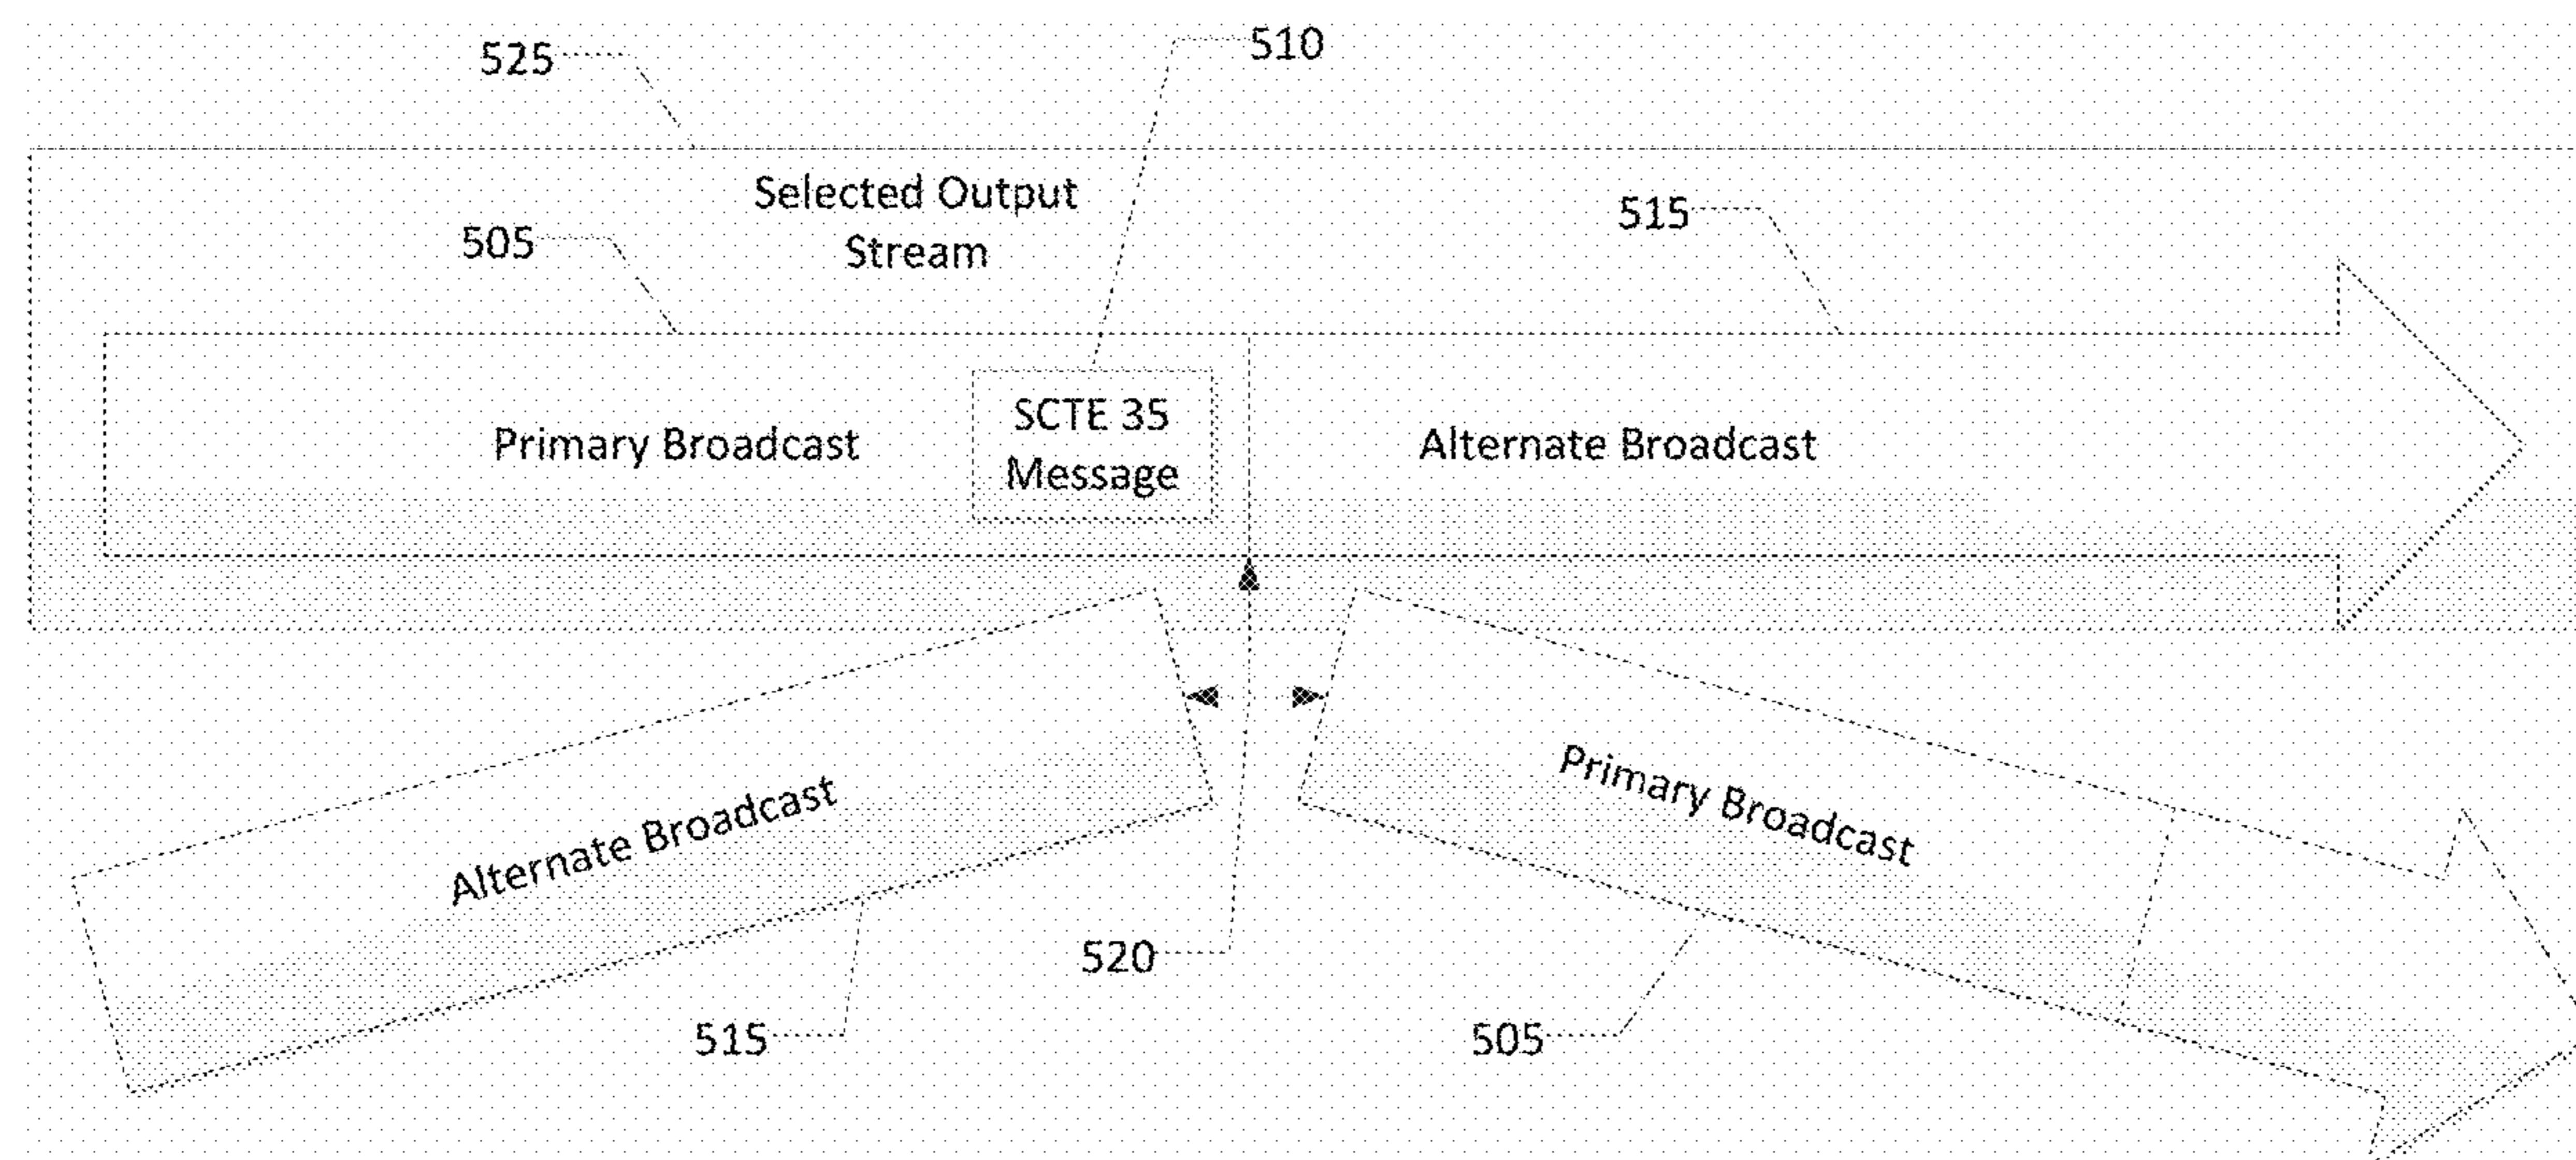 525
510
Selected Output
Stream
505
515
Primary Broadcast
SCTE 35
Message
Alternate Broadcast
Alternate Broadcast
Primary Broadcast
520
515
505